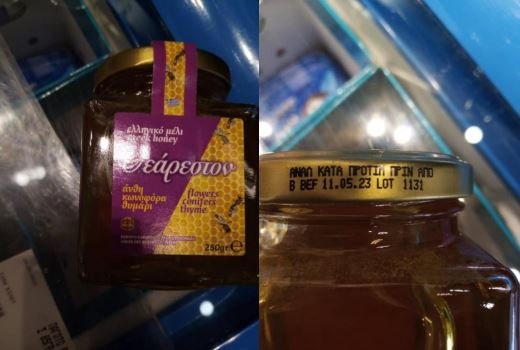 ελληνικό μέλι
greek honey
Θεάρεστον
άνθη
κωνοφόρα
θυμάρι
flowers
conifers
thyme
250gr e
ΑΝΑΛ ΚΑΤΑ ΠΡΟΤΙΜ ΠΡΙΝ ΑΠΟ
B BEF 11.05.23 LOT 1131